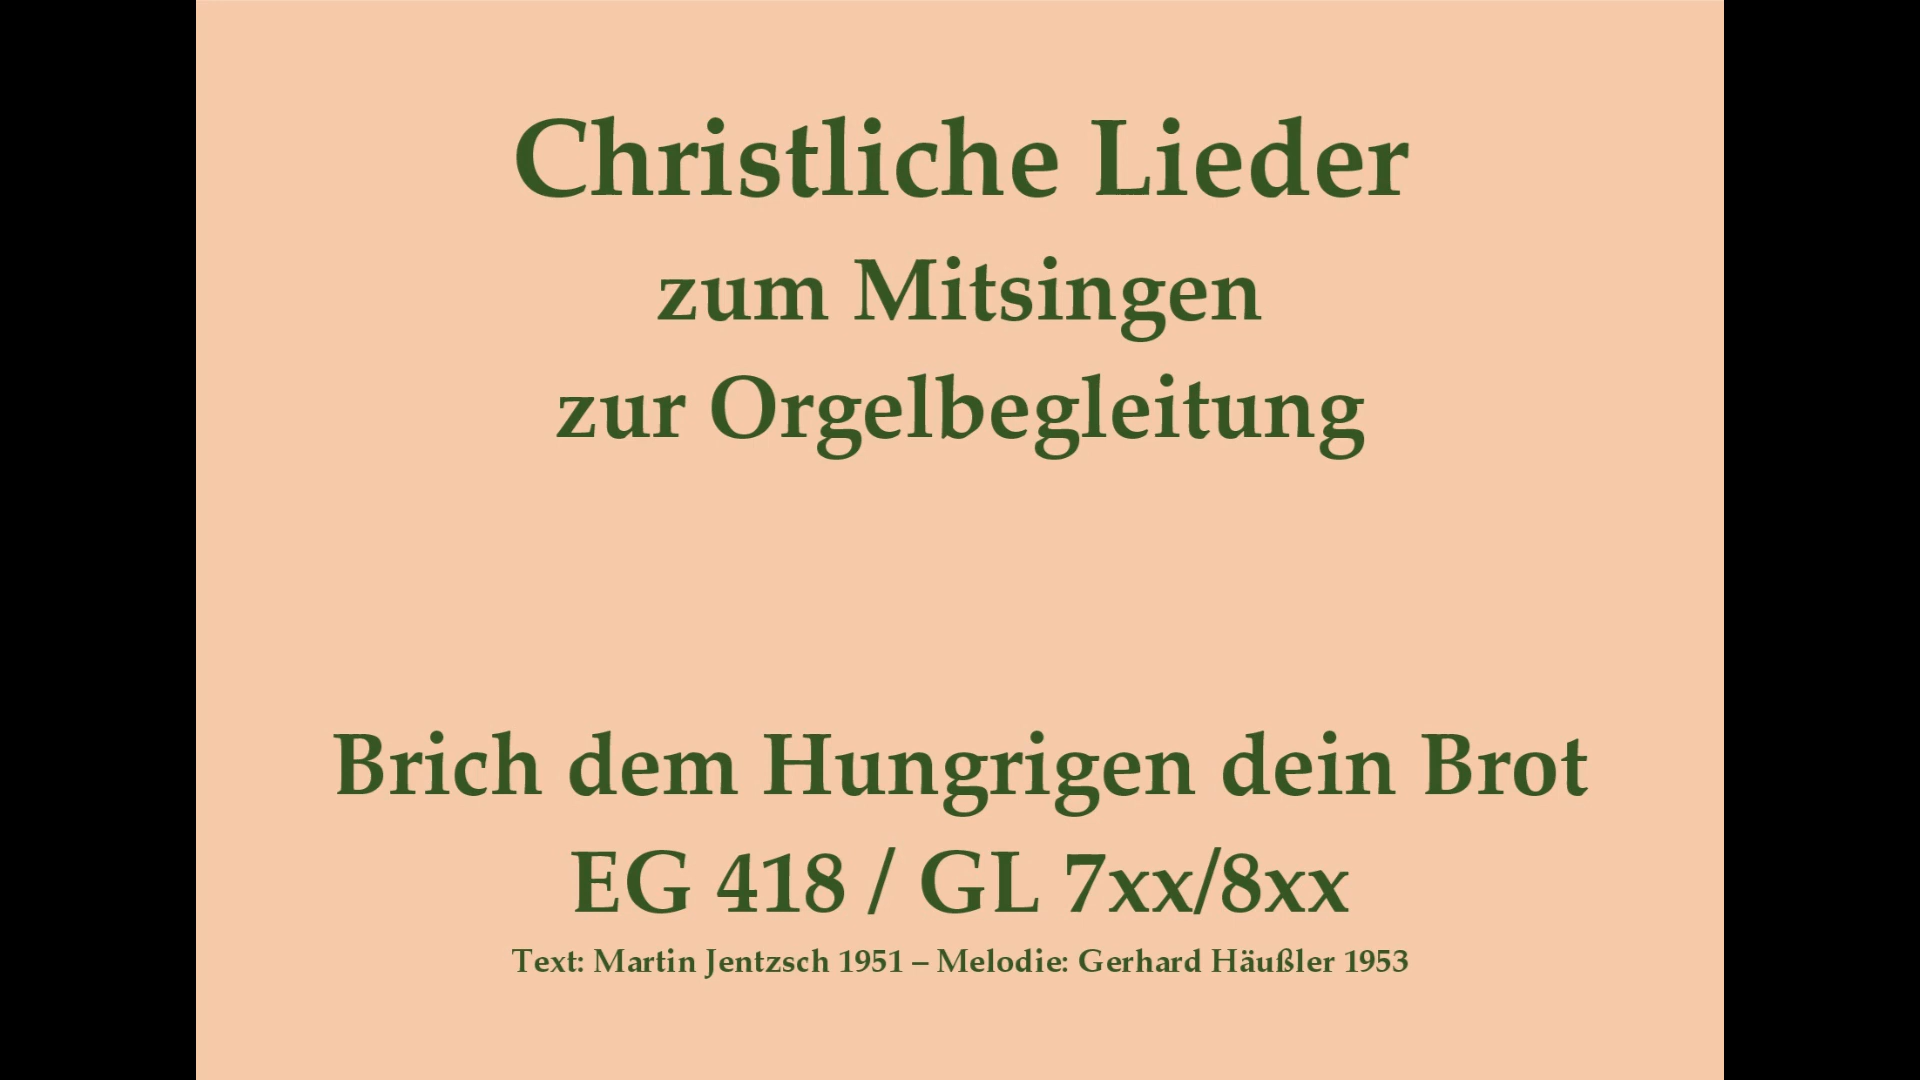 Christliche Lieder
zum Mitsingen
zur Orgelbegleitung
Brich dem Hungrigen dein Brot
EG 418 / GL 7xx/8xx
Text: Martin Jentzsch 1951 – Melodie: Gerhard Häußler 1953